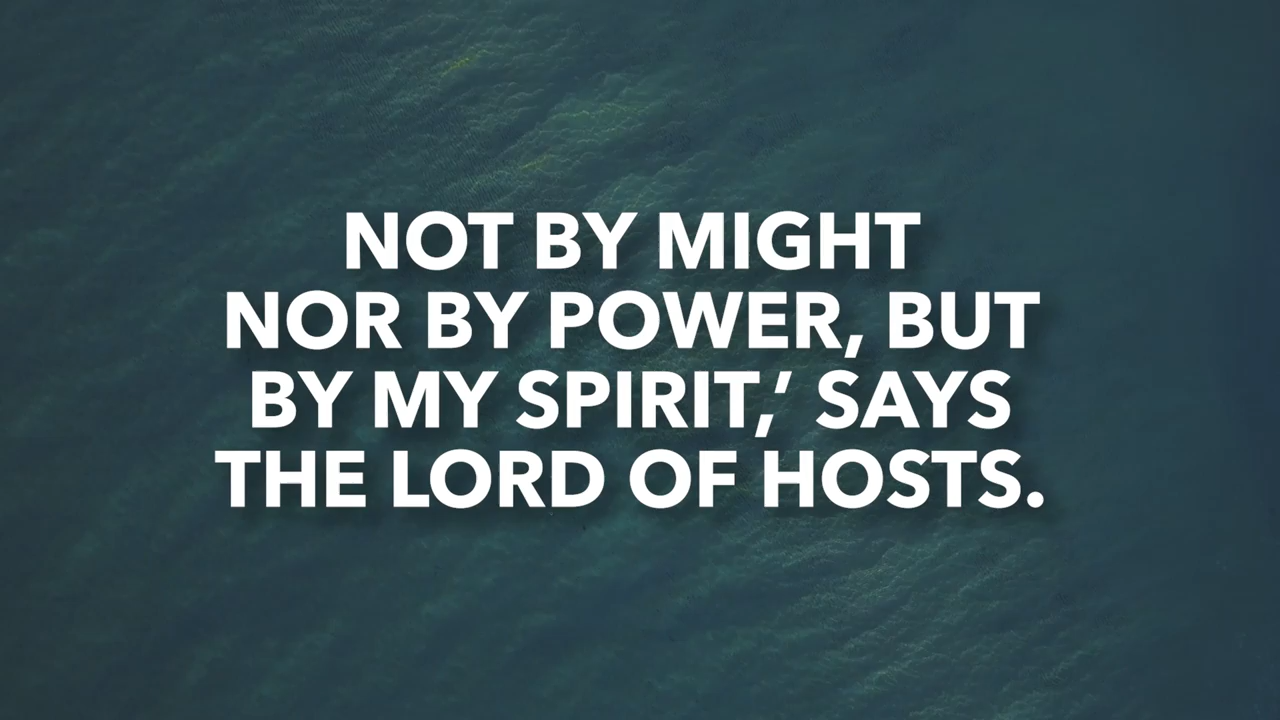 NOT BY MIGHT
NOR BY POWER, BUT
BY MY SPIRIT,’ SAYS
THE LORD OF HOSTS.